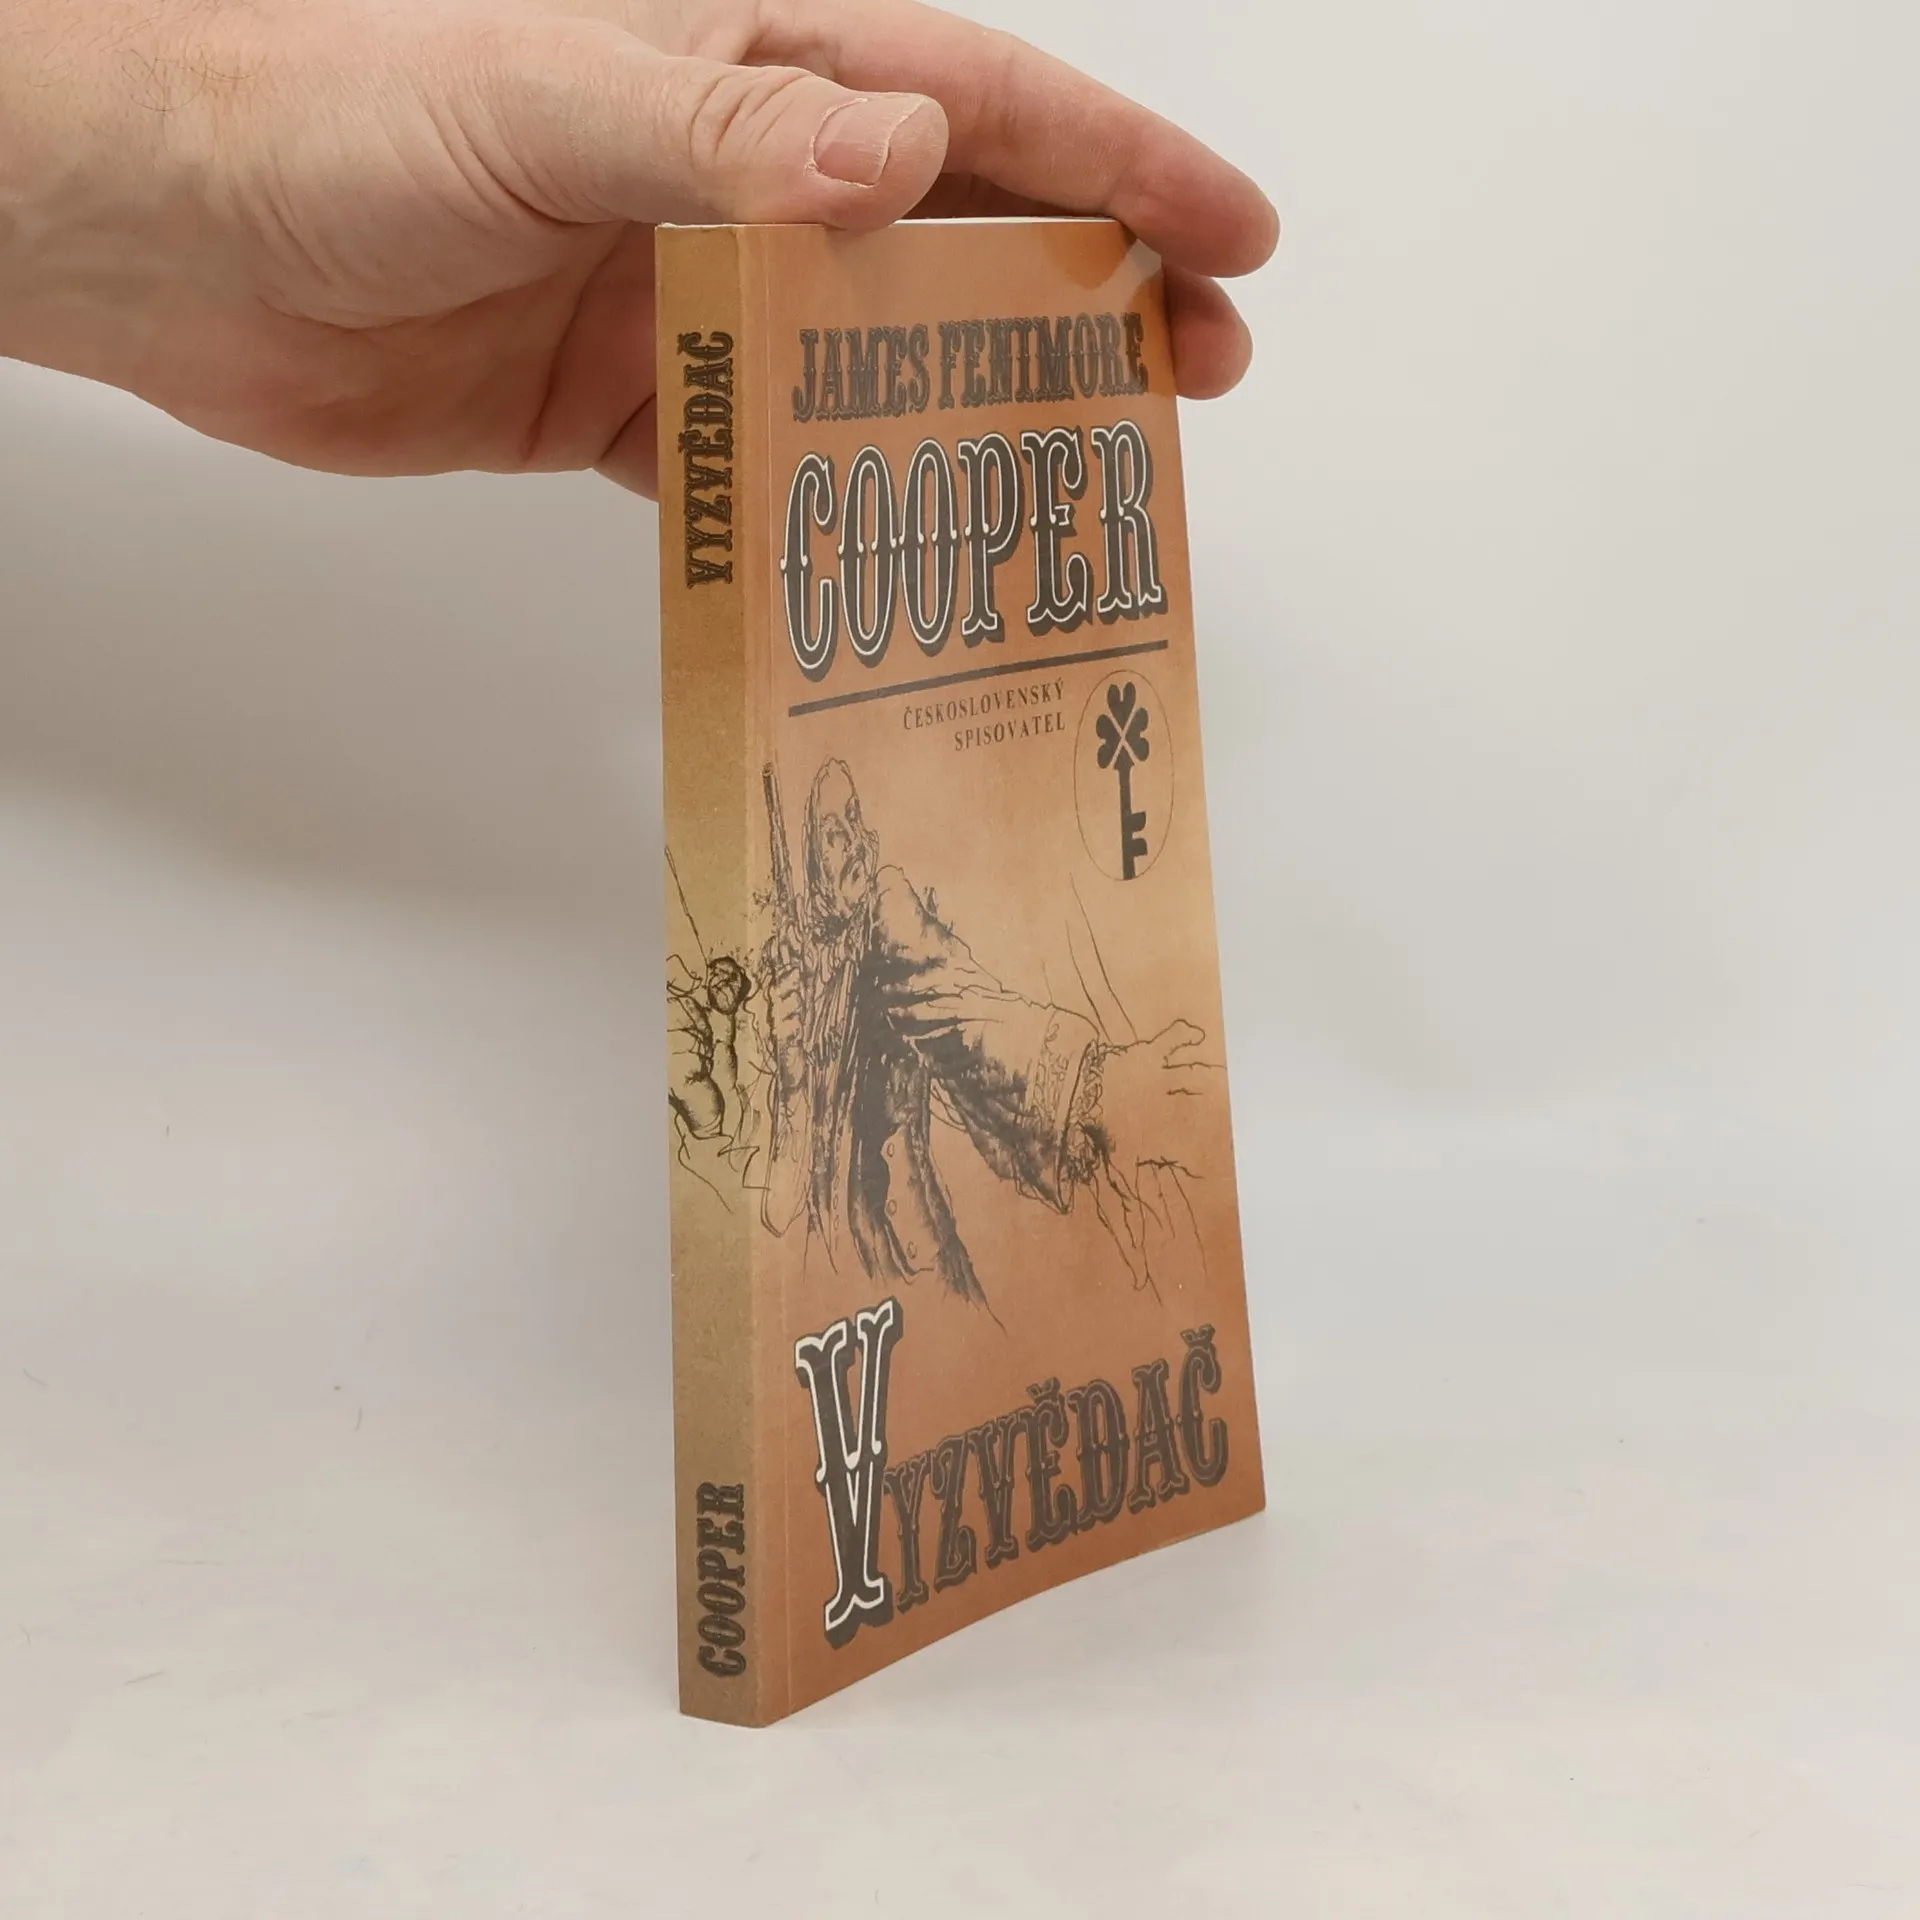 VYZVĚDAČ
COOPER
JAMES FENIMORE
COOPER
ČESKOSLOVENSKÝ
SPISOVATEL
VYZVĚDAČ